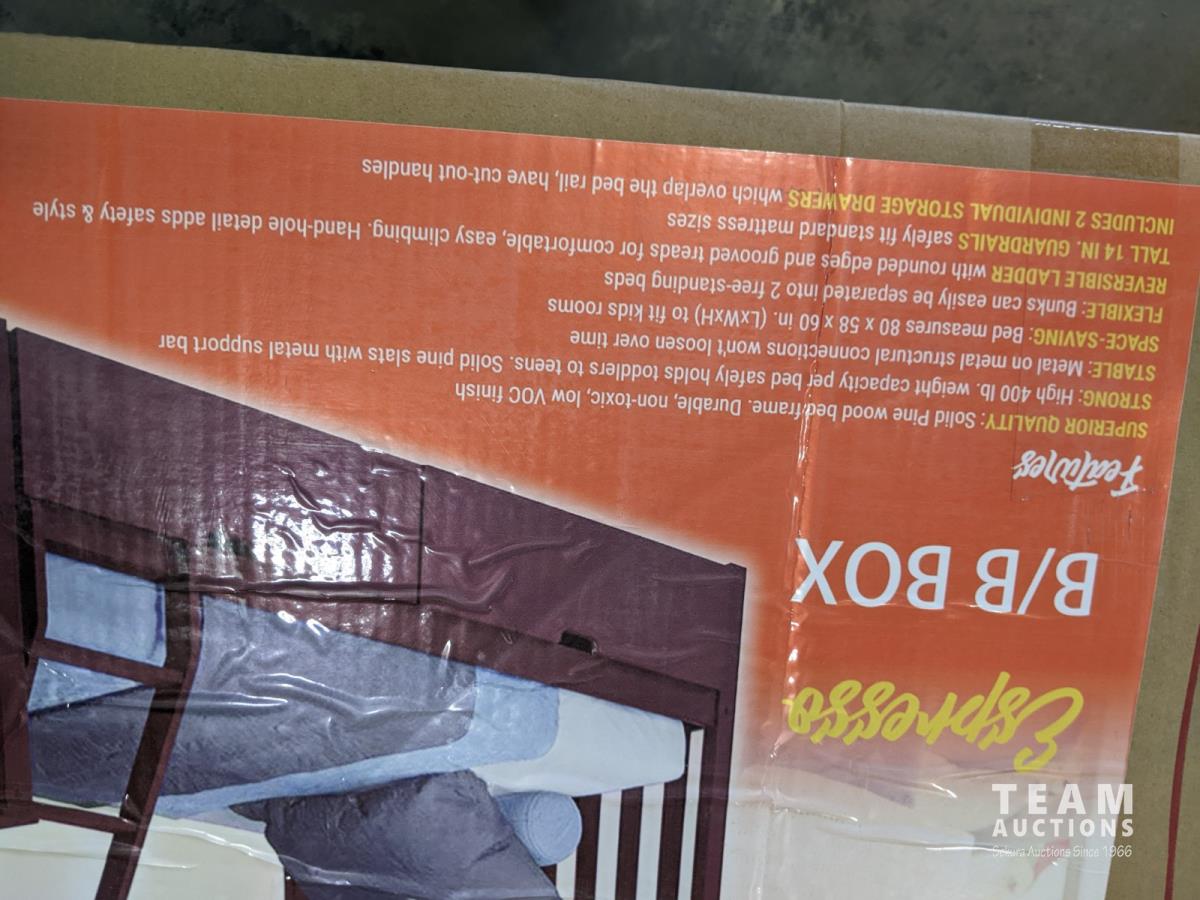 Espresso
B/B BOX
Features
SUPERIOR QUALITY: Solid Pine wood bedframe. Durable, non-toxic, low VOC finish
STRONG: High 400 lb. weight capacity per bed safely holds toddlers to teens. Solid pine slats with metal support bar
STABLE: Metal on metal structural connections won't loosen over time
SPACE-SAVING: Bed measures 80 x 58 x 60 in. (LxWxH) to fit kids rooms
FLEXIBLE: Bunks can be easily separated into 2 free-standing beds
REVERSIBLE LADDER with rounded edges and grooved treads for comfortable, easy climbing. Hand-hole detail adds safety & style
TALL 14 IN. GUARDRAILS safely fit standard mattress sizes
INCLUDES 2 INDIVIDUAL STORAGE DRAWERS which overlap the bed rail, have cut-out handles
TEAM
AUCTIONS
Sekura Auctions Since 1966